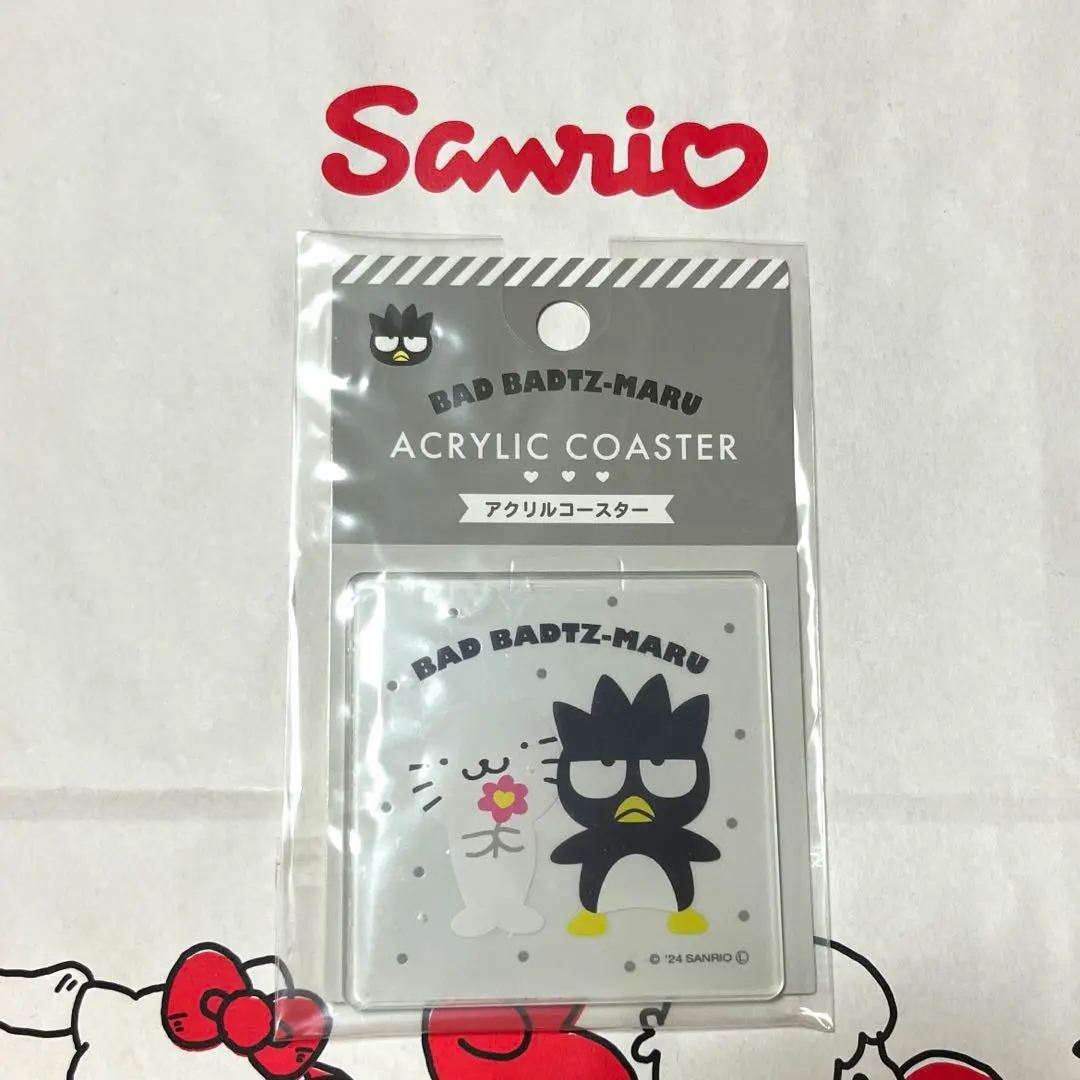 Sanrio
BAD BADTZ-MARU
ACRYLIC COASTER
アクリルコースター
BAD BADTZ-MARU
© '24 SANRIO Ⓛ